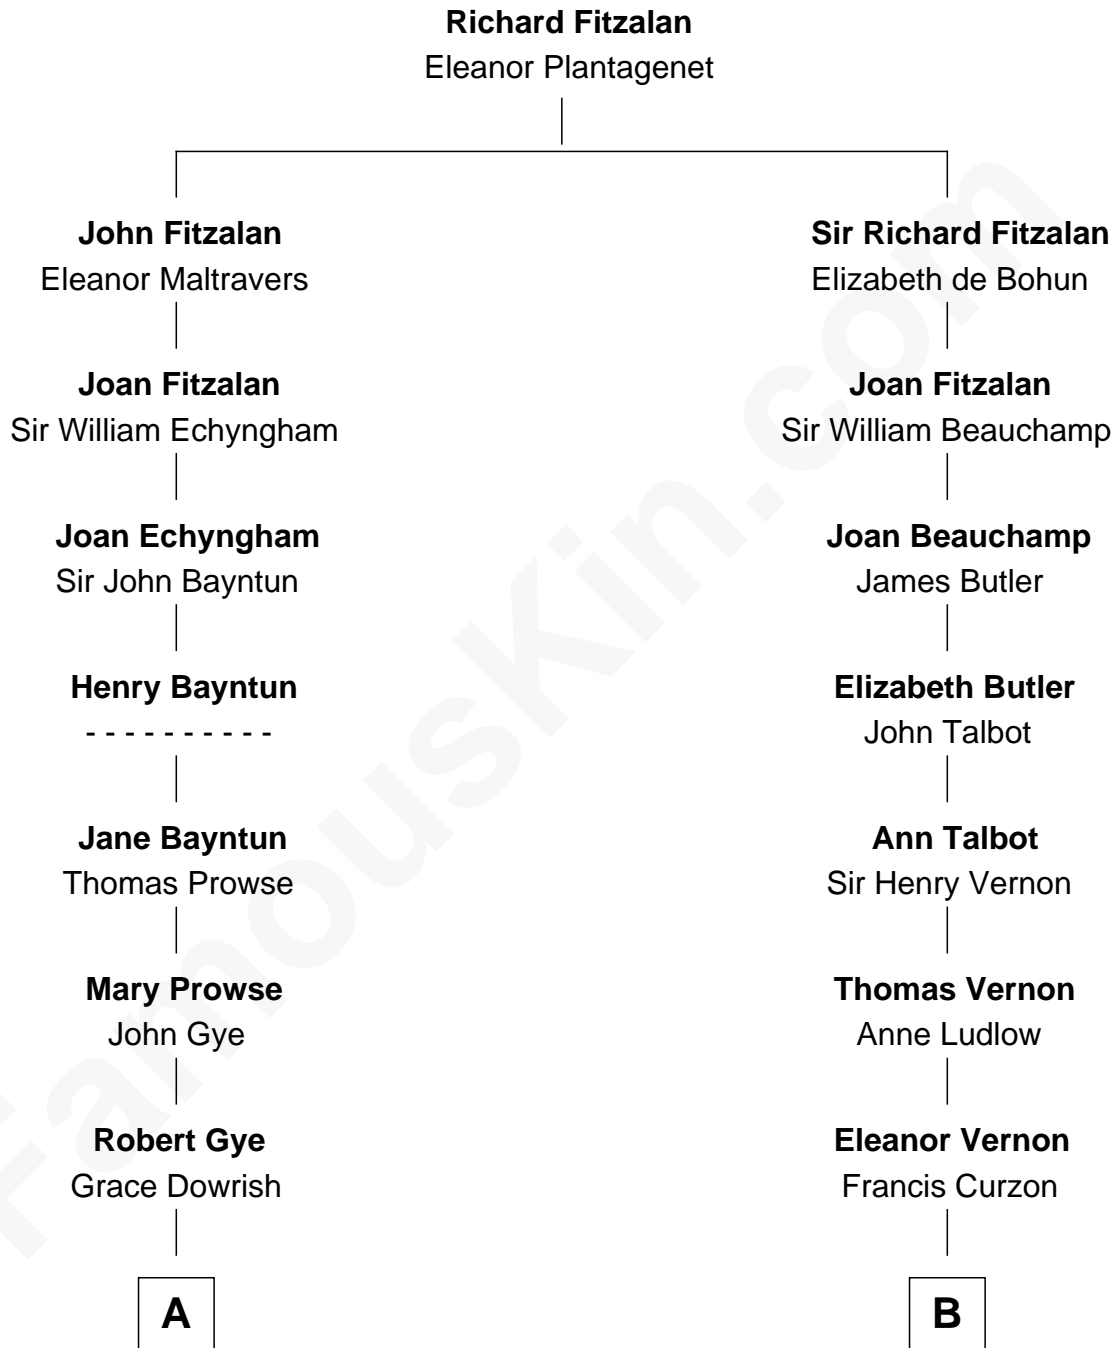 Richard Fitzalan
Eleanor Plantagenet
John Fitzalan
Eleanor Maltravers
Sir Richard Fitzalan
Elizabeth de Bohun
Joan Fitzalan
Sir William Echyngham
Joan Fitzalan
Sir William Beauchamp
Joan Echyngham
Sir John Bayntun
Joan Beauchamp
James Butler
Henry Bayntun
- - - - - - - - - -
Elizabeth Butler
John Talbot
Jane Bayntun
Thomas Prowse
Ann Talbot
Sir Henry Vernon
Mary Prowse
John Gye
Thomas Vernon
Anne Ludlow
Robert Gye
Grace Dowrish
Eleanor Vernon
Francis Curzon
A
B
FamousKin.com